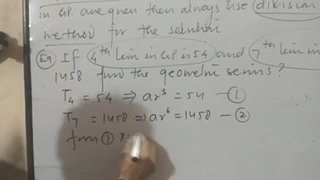 in GP are given then always use division
method for the solution
Eg If 4th term in GP is 54 and 7th term in
1458 find the geometric series?
T₄ = 54 ⇒ ar³ = 54 — ①
T₇ = 1458 ⇒ ar⁶ = 1458 — ②
from ①